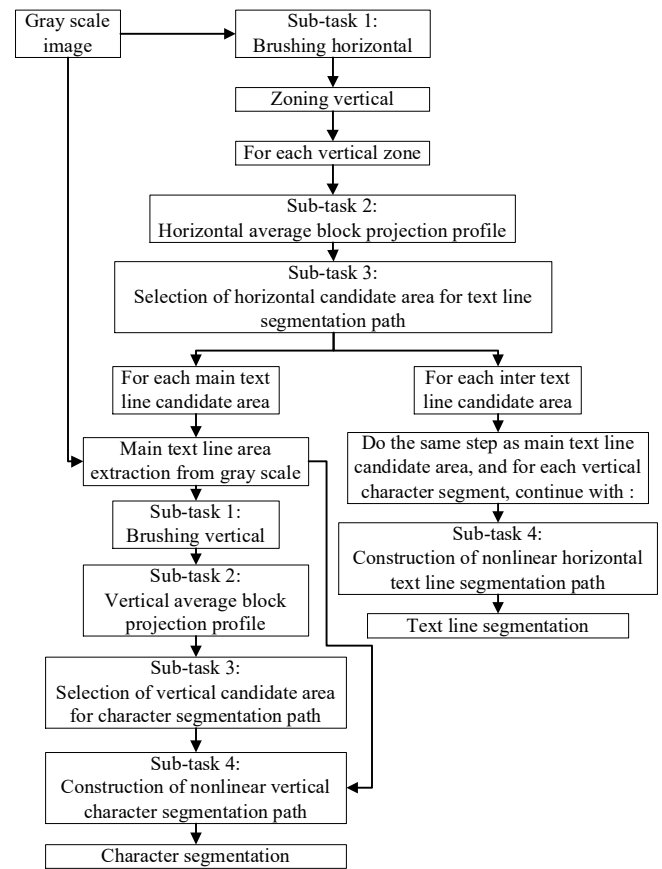 Gray scale
image
Sub-task 1:
Brushing horizontal
Zoning vertical
For each vertical zone
Sub-task 2:
Horizontal average block projection profile
Sub-task 3:
Selection of horizontal candidate area for text line
segmentation path
For each main text
line candidate area
Main text line area
extraction from gray scale
Sub-task 1:
Brushing vertical
Sub-task 2:
Vertical average block
projection profile
Sub-task 3:
Selection of vertical candidate area
for character segmentation path
Sub-task 4:
Construction of nonlinear vertical
character segmentation path
Character segmentation
For each inter text
line candidate area
Do the same step as main text line
candidate area, and for each vertical
character segment, continue with :
Sub-task 4:
Construction of nonlinear horizontal
text line segmentation path
Text line segmentation